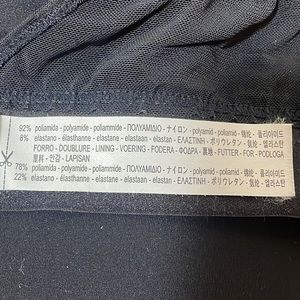 92% poliamida - polyamide - poliammide - ΠΟΛΥΑΜΙΔΙΟ - ナイロン - polyamid - poliamid - 锦纶 - 폴리아미드
8% elastano - élasthanne - elastaan - elastan - ΕΛΑΣΤΙΝΗ - ポリウレタン - 氨纶 - 엘라스탄
FORRO - DOUBLURE - LINING - VOERING - FODERA - ΦΟΔΡΑ - 裏地 - FUTTER - FOR - PODLOGA
里料 - 안감 - LAPISAN
78% poliamida - polyamide - poliammide - ΠΟΛΥΑΜΙΔΙΟ - ナイロン - polyamid - poliamid - 锦纶 - 폴리아미드
22% elastano - élasthanne - elastan - elastaan - ΕΛΑΣΤΙΝΗ - ポリウレタン - 氨纶 - 엘라스탄